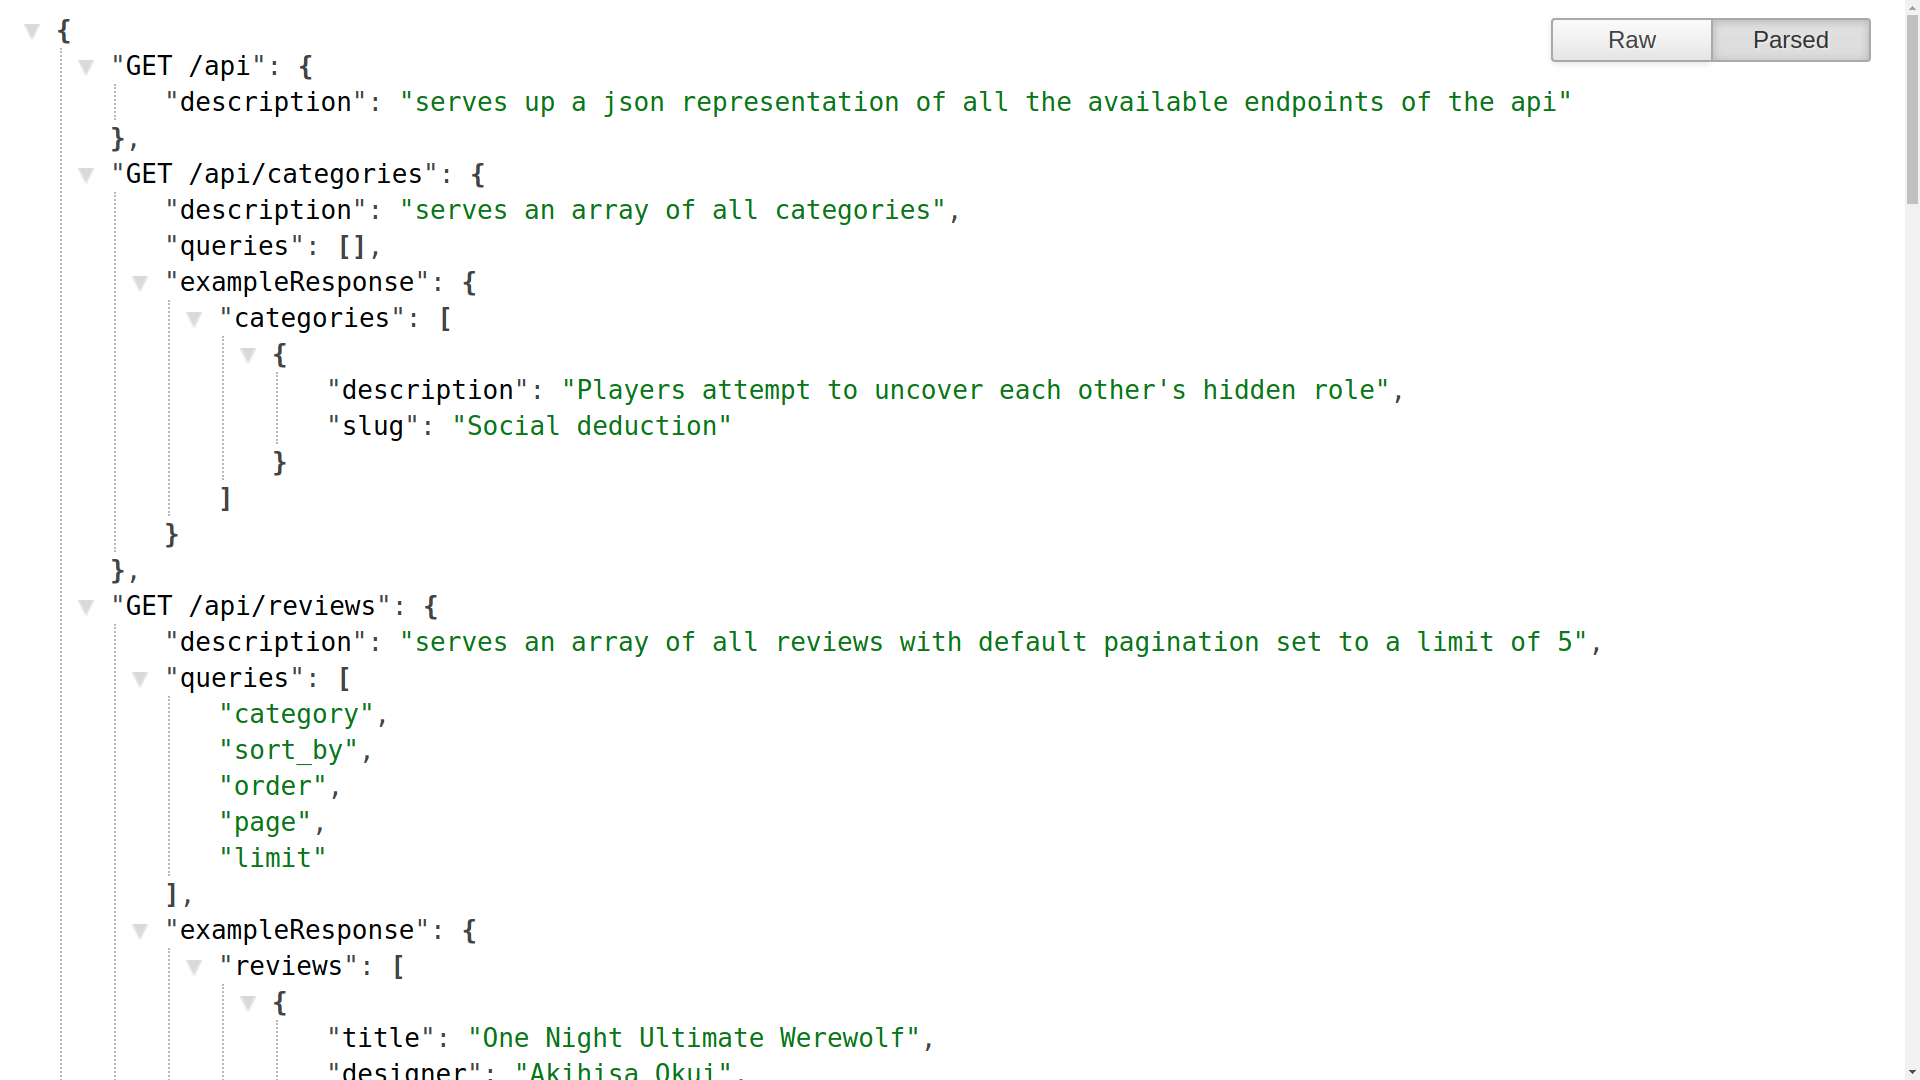 {
Raw Parsed
"GET /api": {
"description": "serves up a json representation of all the available endpoints of the api"
},
"GET /api/categories": {
"description": "serves an array of all categories",
"queries": [],
"exampleResponse": {
"categories": [
{
"description": "Players attempt to uncover each other's hidden role",
"slug": "Social deduction"
}
]
}
},
"GET /api/reviews": {
"description": "serves an array of all reviews with default pagination set to a limit of 5",
"queries": [
"category",
"sort_by",
"order",
"page",
"limit"
],
"exampleResponse": {
"reviews": [
{
"title": "One Night Ultimate Werewolf",
"designer": "Akihisa Okui",